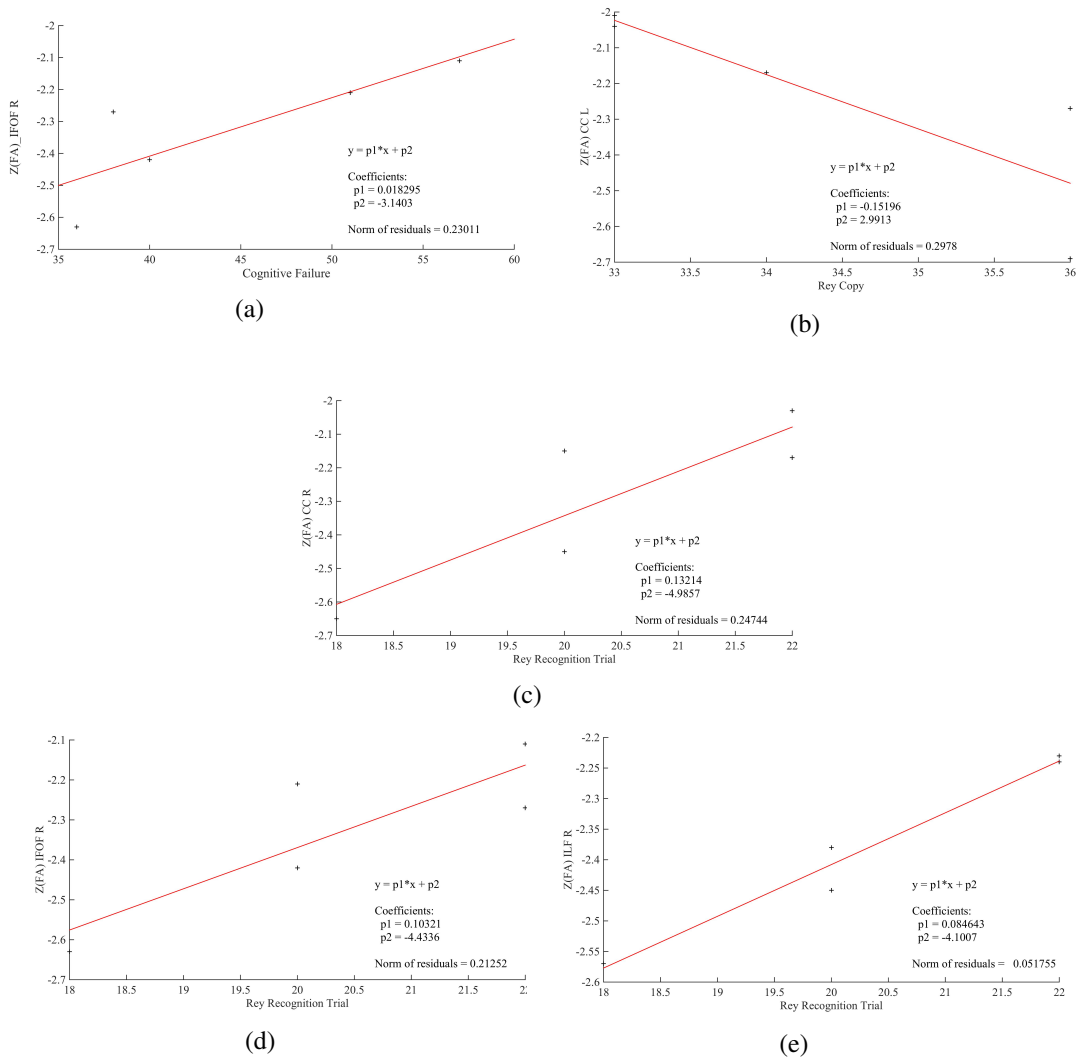 -2
-2.1
-2.2
-2.3
-2.4
-2.5
-2.6
-2.7
Z(FA)_IFOF R
y = p1*x + p2
Coefficients:
p1 = 0.018295
p2 = -3.1403
Norm of residuals = 0.23011
35 40 45 50 55 60
Cognitive Failure
(a)
-2
-2.1
-2.2
-2.3
-2.4
-2.5
-2.6
-2.7
Z(FA) CC L
y = p1*x + p2
Coefficients:
p1 = -0.15196
p2 = 2.9913
Norm of residuals = 0.2978
33 33.5 34 34.5 35 35.5 36
Rey Copy
(b)
-2
-2.1
-2.2
-2.3
-2.4
-2.5
-2.6
-2.7
Z(FA) CC R
y = p1*x + p2
Coefficients:
p1 = 0.13214
p2 = -4.9857
Norm of residuals = 0.24744
18 18.5 19 19.5 20 20.5 21 21.5 22
Rey Recognition Trial
(c)
-2.1
-2.2
-2.3
-2.4
-2.5
-2.6
-2.7
Z(FA) IFOF R
y = p1*x + p2
Coefficients:
p1 = 0.10321
p2 = -4.4336
Norm of residuals = 0.21252
18 18.5 19 19.5 20 20.5 21 21.5
Rey Recognition Trial
(d)
-2.2
-2.25
-2.3
-2.35
-2.4
-2.45
-2.5
-2.55
-2.6
Z(FA) ILF R
y = p1*x + p2
Coefficients:
p1 = 0.084643
p2 = -4.1007
Norm of residuals = 0.051755
18 18.5 19 19.5 20 20.5 21 21.5 22
Rey Recognition Trial
(e)